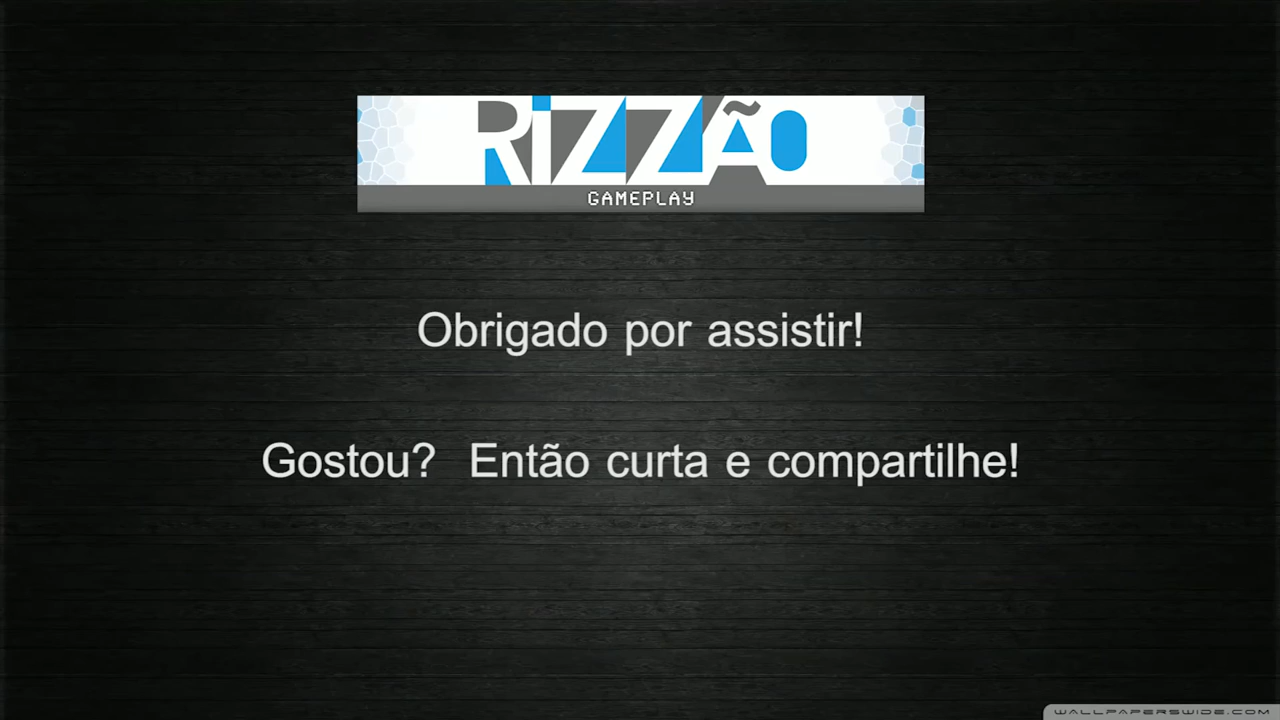 RiZZÃO
GAMEPLAY
Obrigado por assistir!
Gostou? Então curta e compartilhe!
WALLPAPERSWIDE.COM